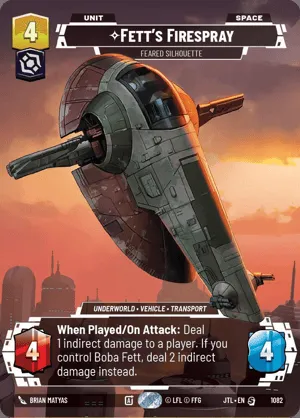 UNIT
SPACE
4
✧FETT'S FIRESPRAY
FEARED SILHOUETTE
UNDERWORLD • VEHICLE • TRANSPORT
4
When Played/On Attack: Deal
1 indirect damage to a player. If you
control Boba Fett, deal 2 indirect
damage instead.
4
BRIAN MATYAS
© LFL © FFG
JTL • EN
1082